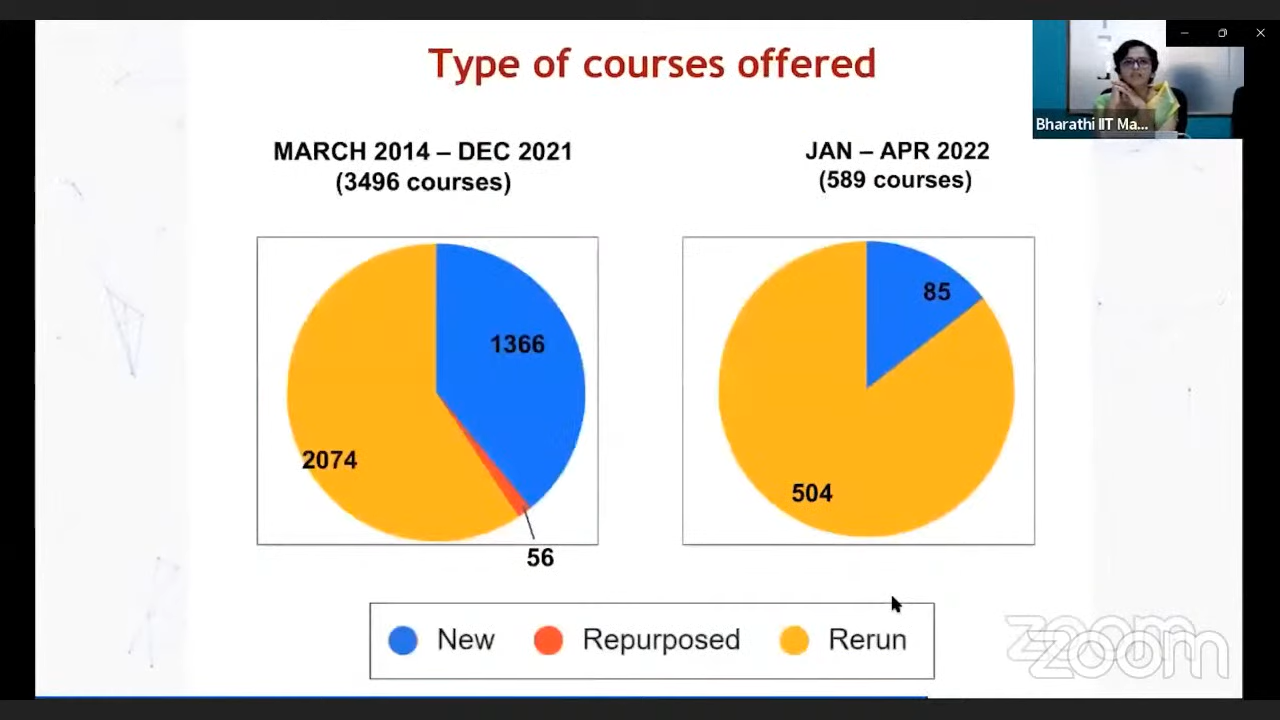 Type of courses offered
Bharathi IIT Ma...
MARCH 2014 – DEC 2021
(3496 courses)
JAN – APR 2022
(589 courses)
1366
2074
56
85
504
New
Repurposed
Rerun
zoom
zoom